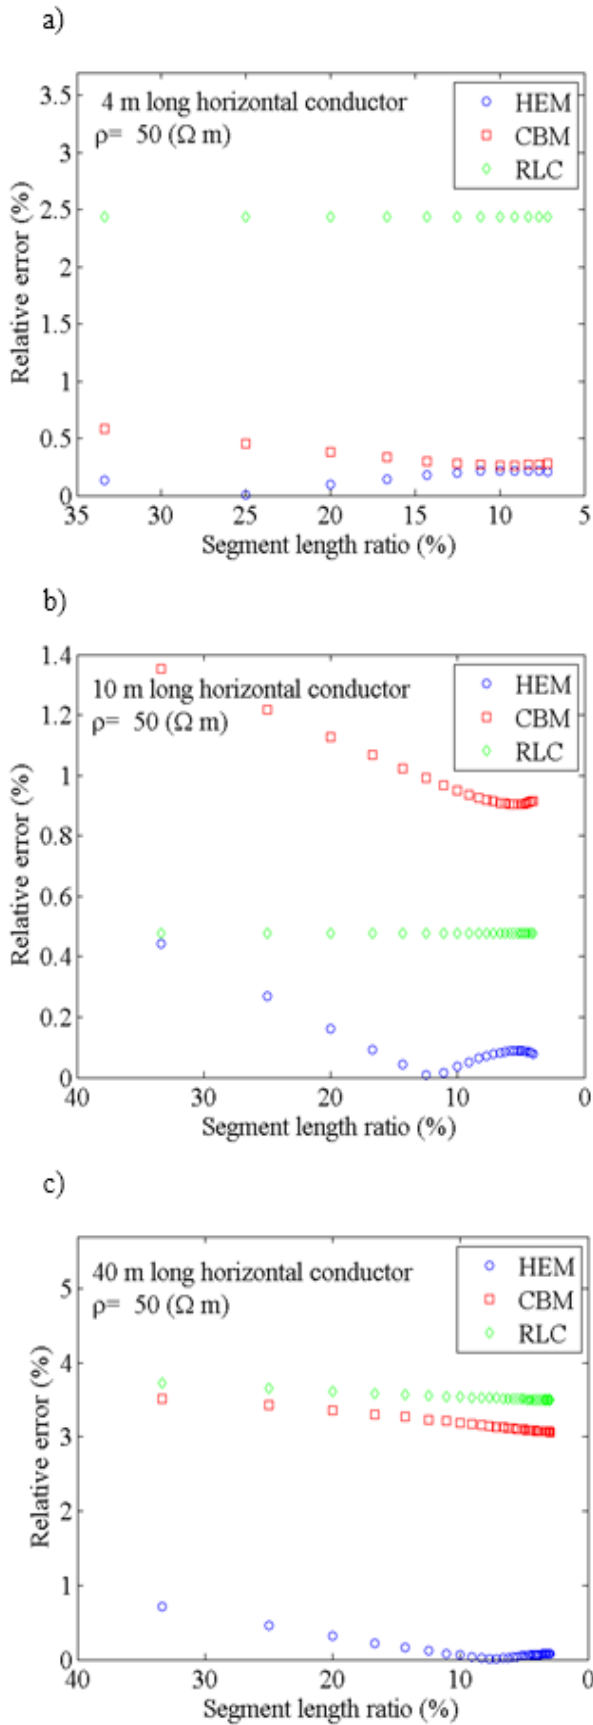 a)
3.5
3
2.5
2
1.5
1
0.5
0
Relative error (%)
4 m long horizontal conductor
ρ= 50 (Ω m)
HEM
CBM
RLC
35 30 25 20 15 10 5
Segment length ratio (%)
b)
1.4
1.2
1
0.8
0.6
0.4
0.2
0
Relative error (%)
10 m long horizontal conductor
ρ= 50 (Ω m)
HEM
CBM
RLC
40 30 20 10 0
Segment length ratio (%)
c)
5
4
3
2
1
0
Relative error (%)
40 m long horizontal conductor
ρ= 50 (Ω m)
HEM
CBM
RLC
40 30 20 10 0
Segment length ratio (%)